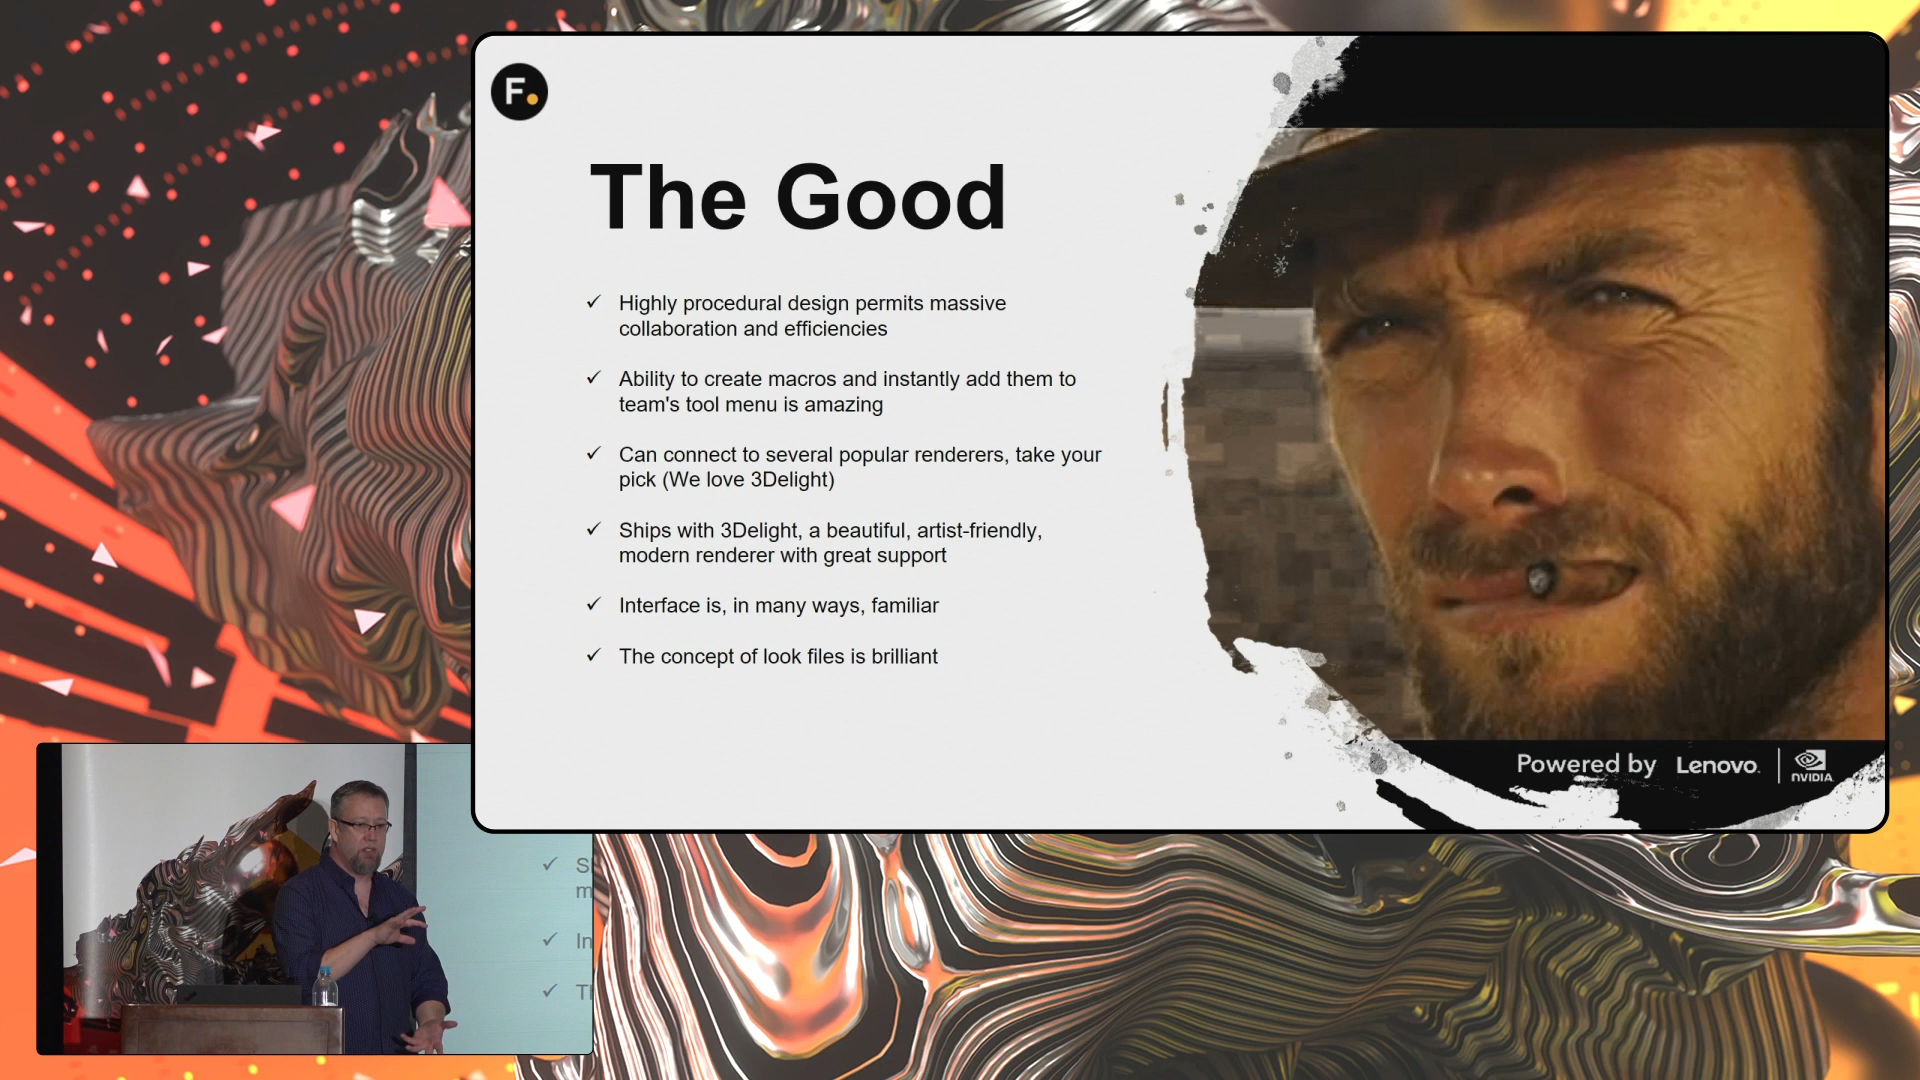 F.
The Good
✓ Highly procedural design permits massive
collaboration and efficiencies
✓ Ability to create macros and instantly add them to
team's tool menu is amazing
✓ Can connect to several popular renderers, take your
pick (We love 3Delight)
✓ Ships with 3Delight, a beautiful, artist-friendly,
modern renderer with great support
✓ Interface is, in many ways, familiar
✓ The concept of look files is brilliant
Powered by Lenovo. | NVIDIA
✓ S
m
✓ In
✓ Th